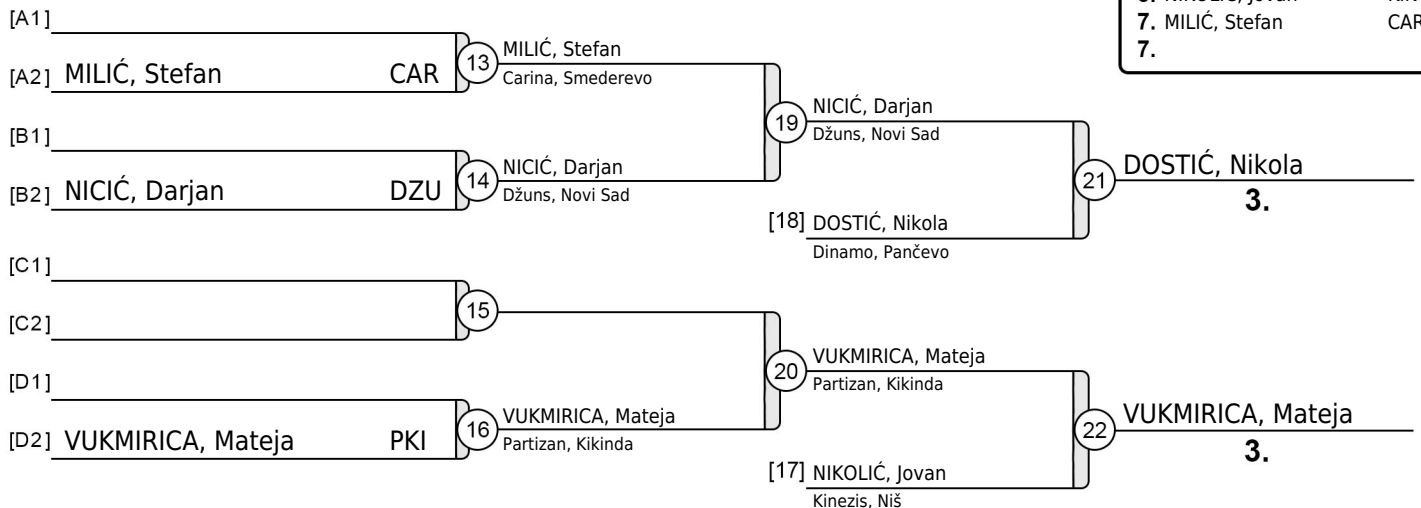 [A1]
[A2] MILIĆ, Stefan CAR
13
MILIĆ, Stefan
Carina, Smederevo
[B1]
[B2] NICIĆ, Darjan DZU
14
NICIĆ, Darjan
Džuns, Novi Sad
19
NICIĆ, Darjan
Džuns, Novi Sad
[18] DOSTIĆ, Nikola
Dinamo, Pančevo
21
DOSTIĆ, Nikola
3.
7. MILIĆ, Stefan CAR
7.
[C1]
[C2]
15
[D1]
[D2] VUKMIRICA, Mateja PKI
16
VUKMIRICA, Mateja
Partizan, Kikinda
20
VUKMIRICA, Mateja
Partizan, Kikinda
[17] NIKOLIĆ, Jovan
Kinezis, Niš
22
VUKMIRICA, Mateja
3.